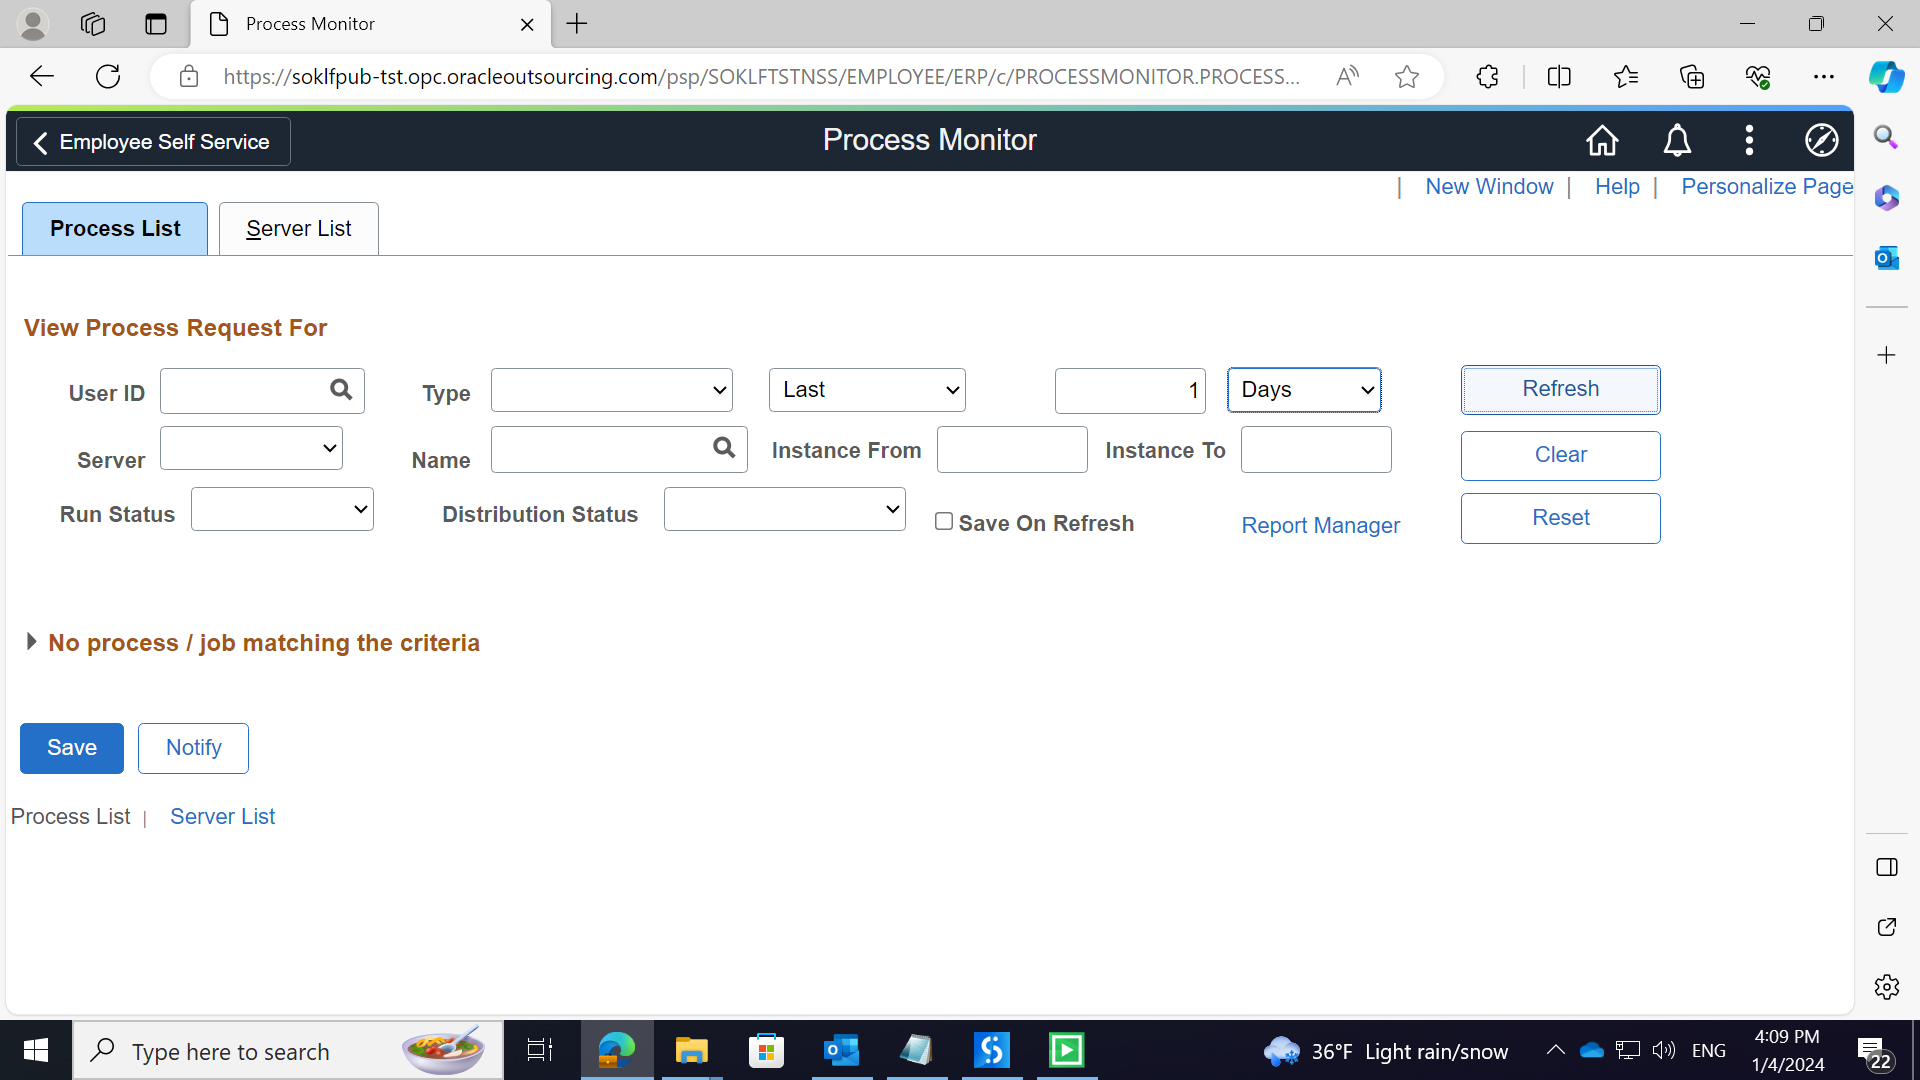 Process Monitor
https://soklfpub-tst.opc.oracleoutsourcing.com/psp/SOKLFTSTNSS/EMPLOYEE/ERP/c/PROCESSMONITOR.PROCESS...
Employee Self Service
Process Monitor
| New Window | Help | Personalize Page
Process List
Server List
View Process Request For
User ID
Type
Last
1
Days
Refresh
Server
Name
Instance From
Instance To
Clear
Run Status
Distribution Status
Save On Refresh
Report Manager
Reset
No process / job matching the criteria
Save
Notify
Process List | Server List
Type here to search
36°F Light rain/snow
ENG
4:09 PM
1/4/2024
22